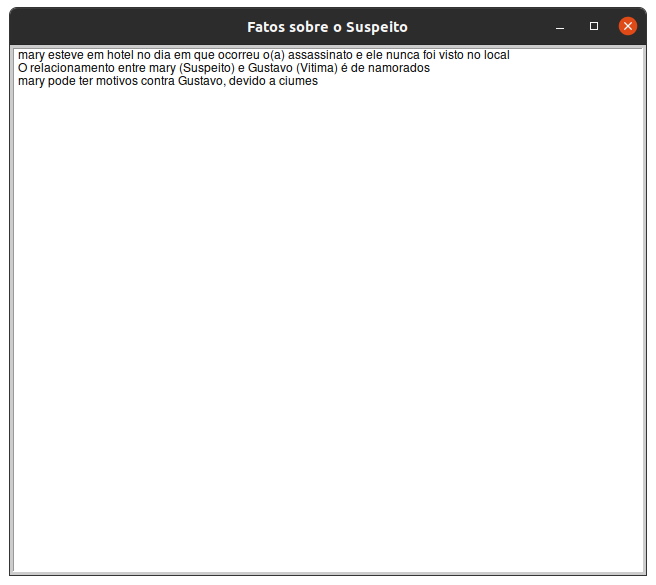 Fatos sobre o Suspeito
mary esteve em hotel no dia em que ocorreu o(a) assassinato e ele nunca foi visto no local
O relacionamento entre mary (Suspeito) e Gustavo (Vitima) é de namorados
mary pode ter motivos contra Gustavo, devido a ciumes